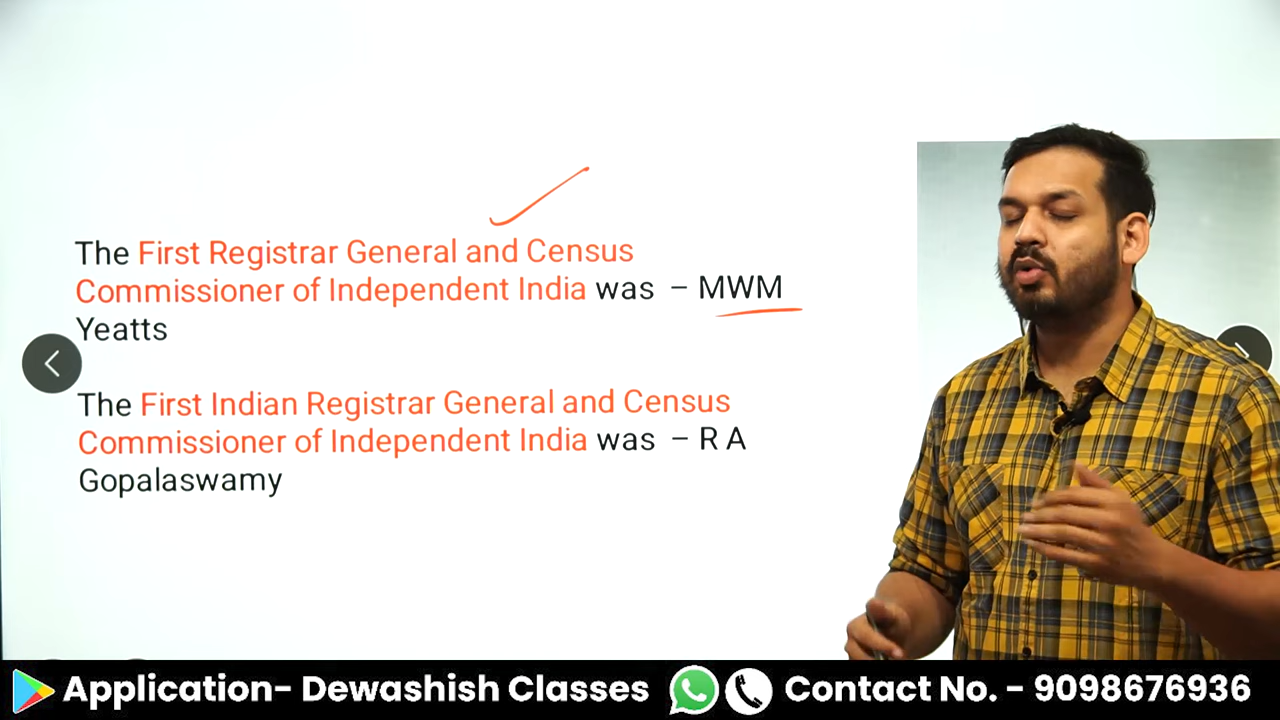 The First Registrar General and Census
Commissioner of Independent India was – MWM
Yeatts
The First Indian Registrar General and Census
Commissioner of Independent India was – R A
Gopalaswamy
Application- Dewashish Classes Contact No. - 9098676936